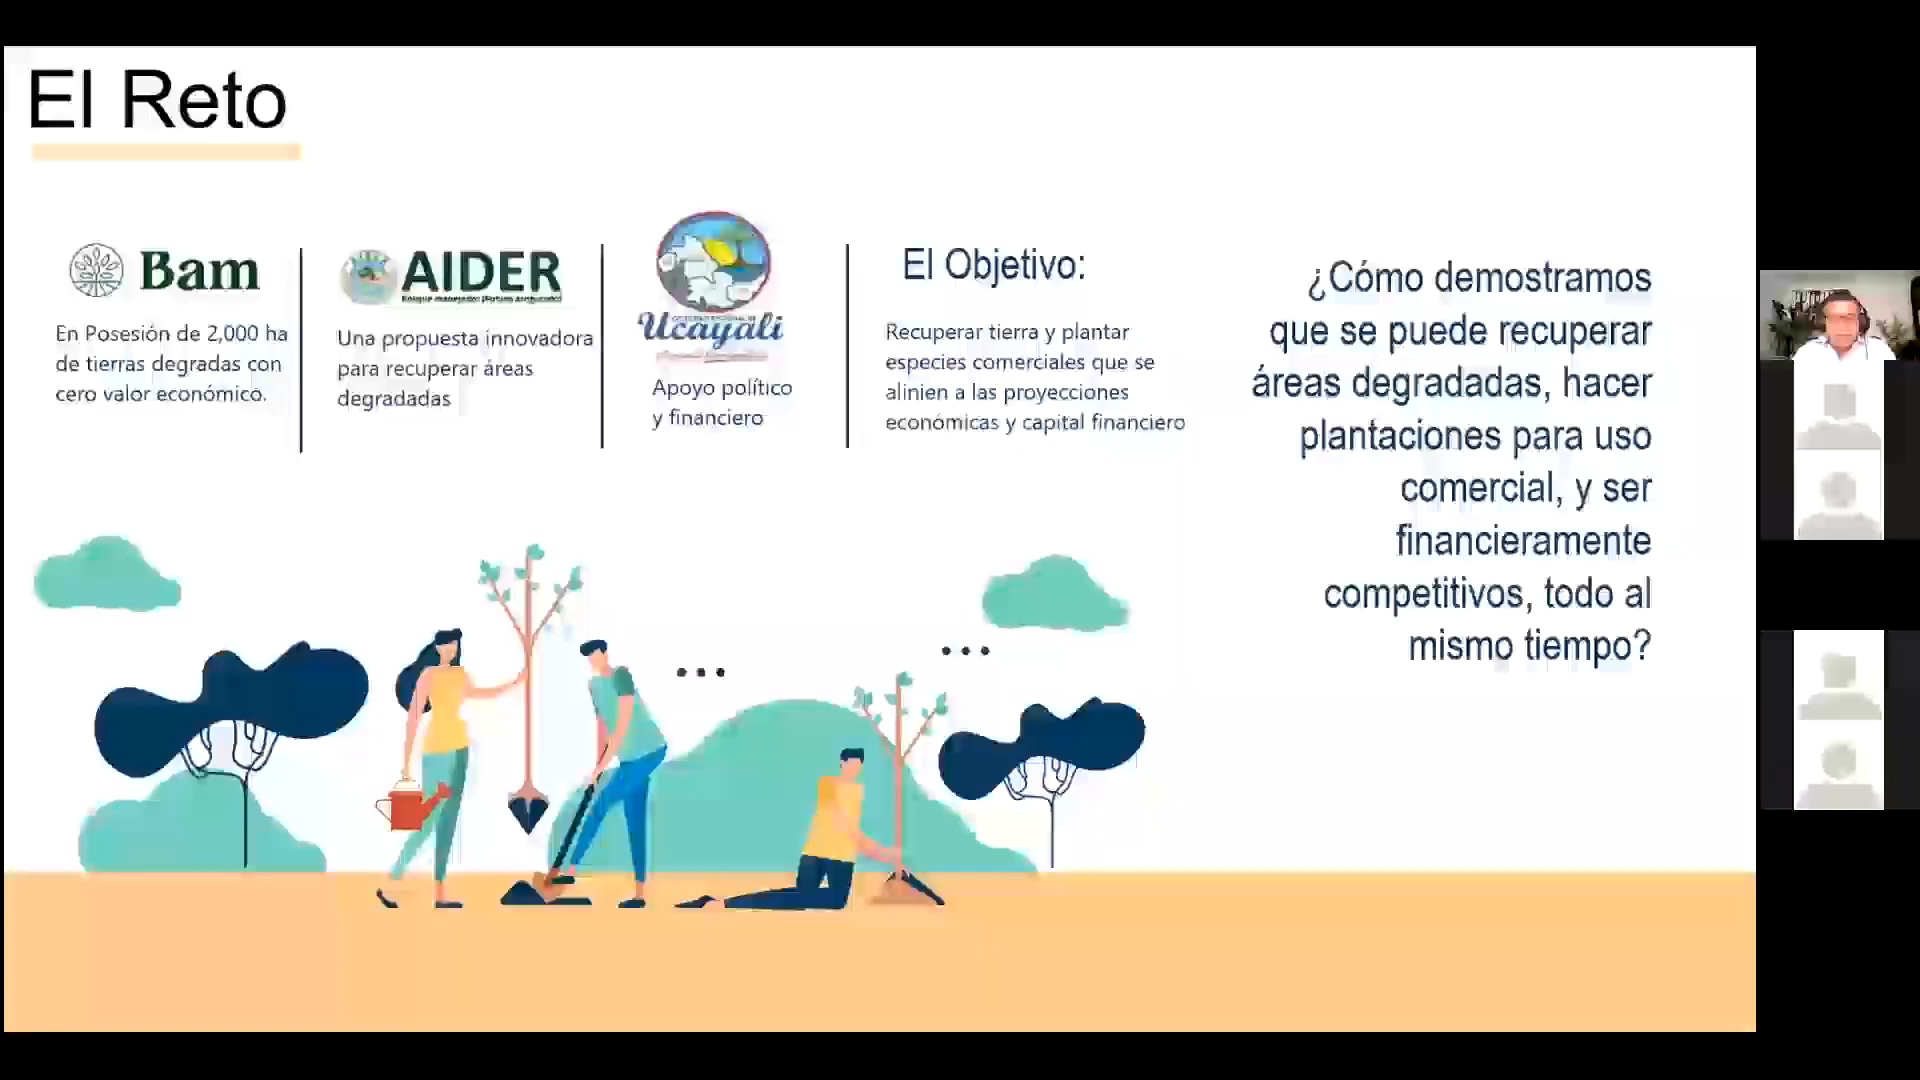 El Reto
Bam
En Posesión de 2,000 ha
de tierras degradas con
cero valor económico.
AIDER
Una propuesta innovadora
para recuperar áreas
degradadas
Ucayali
Apoyo político
y financiero
El Objetivo:
Recuperar tierra y plantar
especies comerciales que se
alinien a las proyecciones
económicas y capital financiero
¿Cómo demostramos
que se puede recuperar
áreas degradadas, hacer
plantaciones para uso
comercial, y ser
financieramente
competitivos, todo al
mismo tiempo?